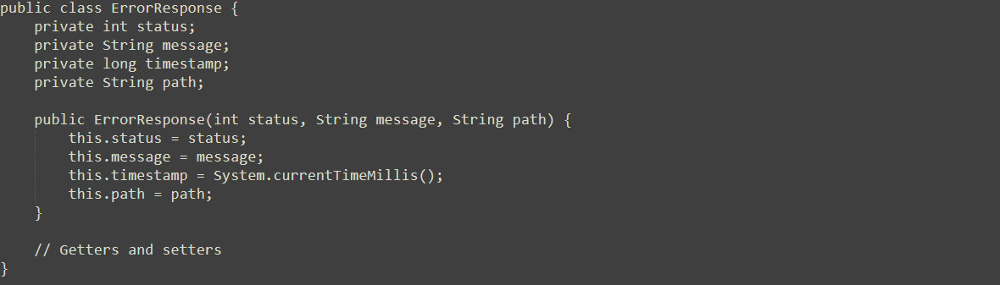 public class ErrorResponse {
    private int status;
    private String message;
    private long timestamp;
    private String path;

    public ErrorResponse(int status, String message, String path) {
        this.status = status;
        this.message = message;
        this.timestamp = System.currentTimeMillis();
        this.path = path;
    }

    // Getters and setters
}